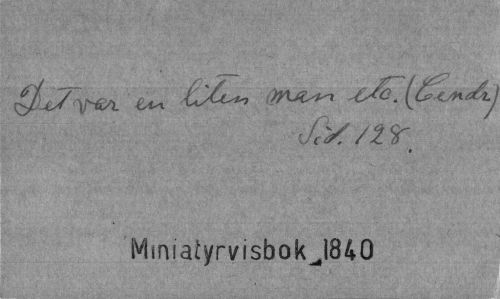 Det var en liten man etc. (Cendr.)
Sid. 128.
Miniatyrvisbok 1840